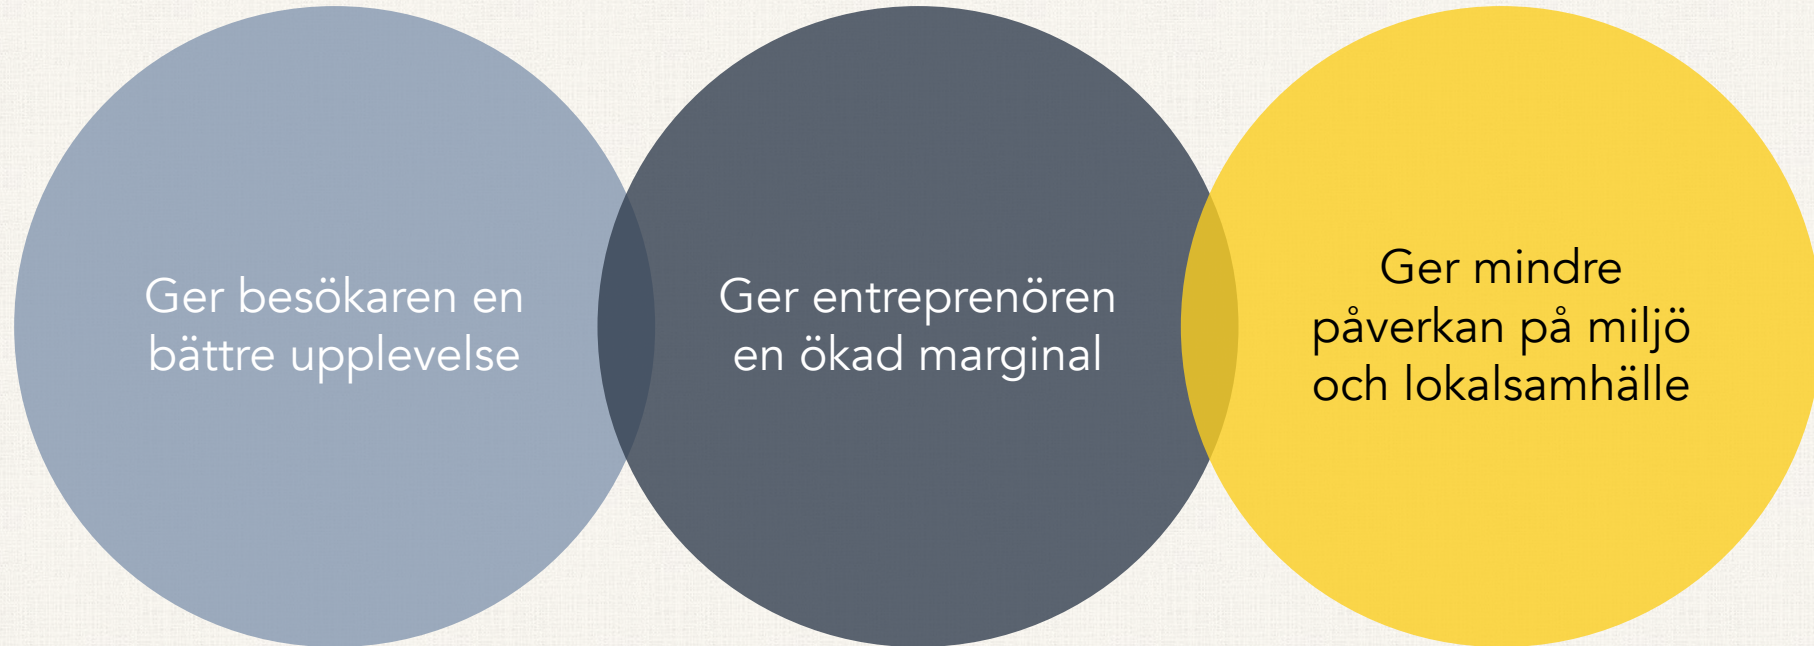 Ger besökaren en
bättre upplevelse
Ger entreprenören
en ökad marginal
Ger mindre
påverkan på miljö
och lokalsamhälle